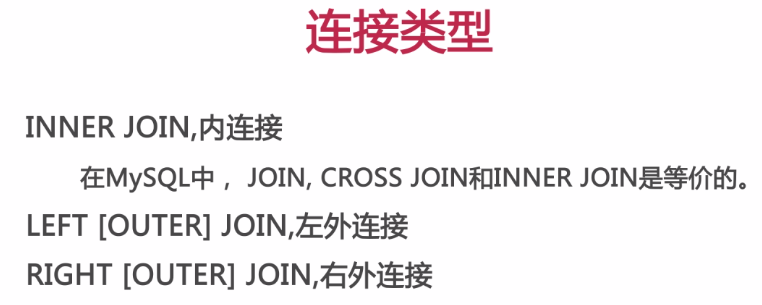 连接类型
INNER JOIN,内连接
在MySQL中， JOIN, CROSS JOIN和INNER JOIN是等价的。
LEFT [OUTER] JOIN,左外连接
RIGHT [OUTER] JOIN,右外连接